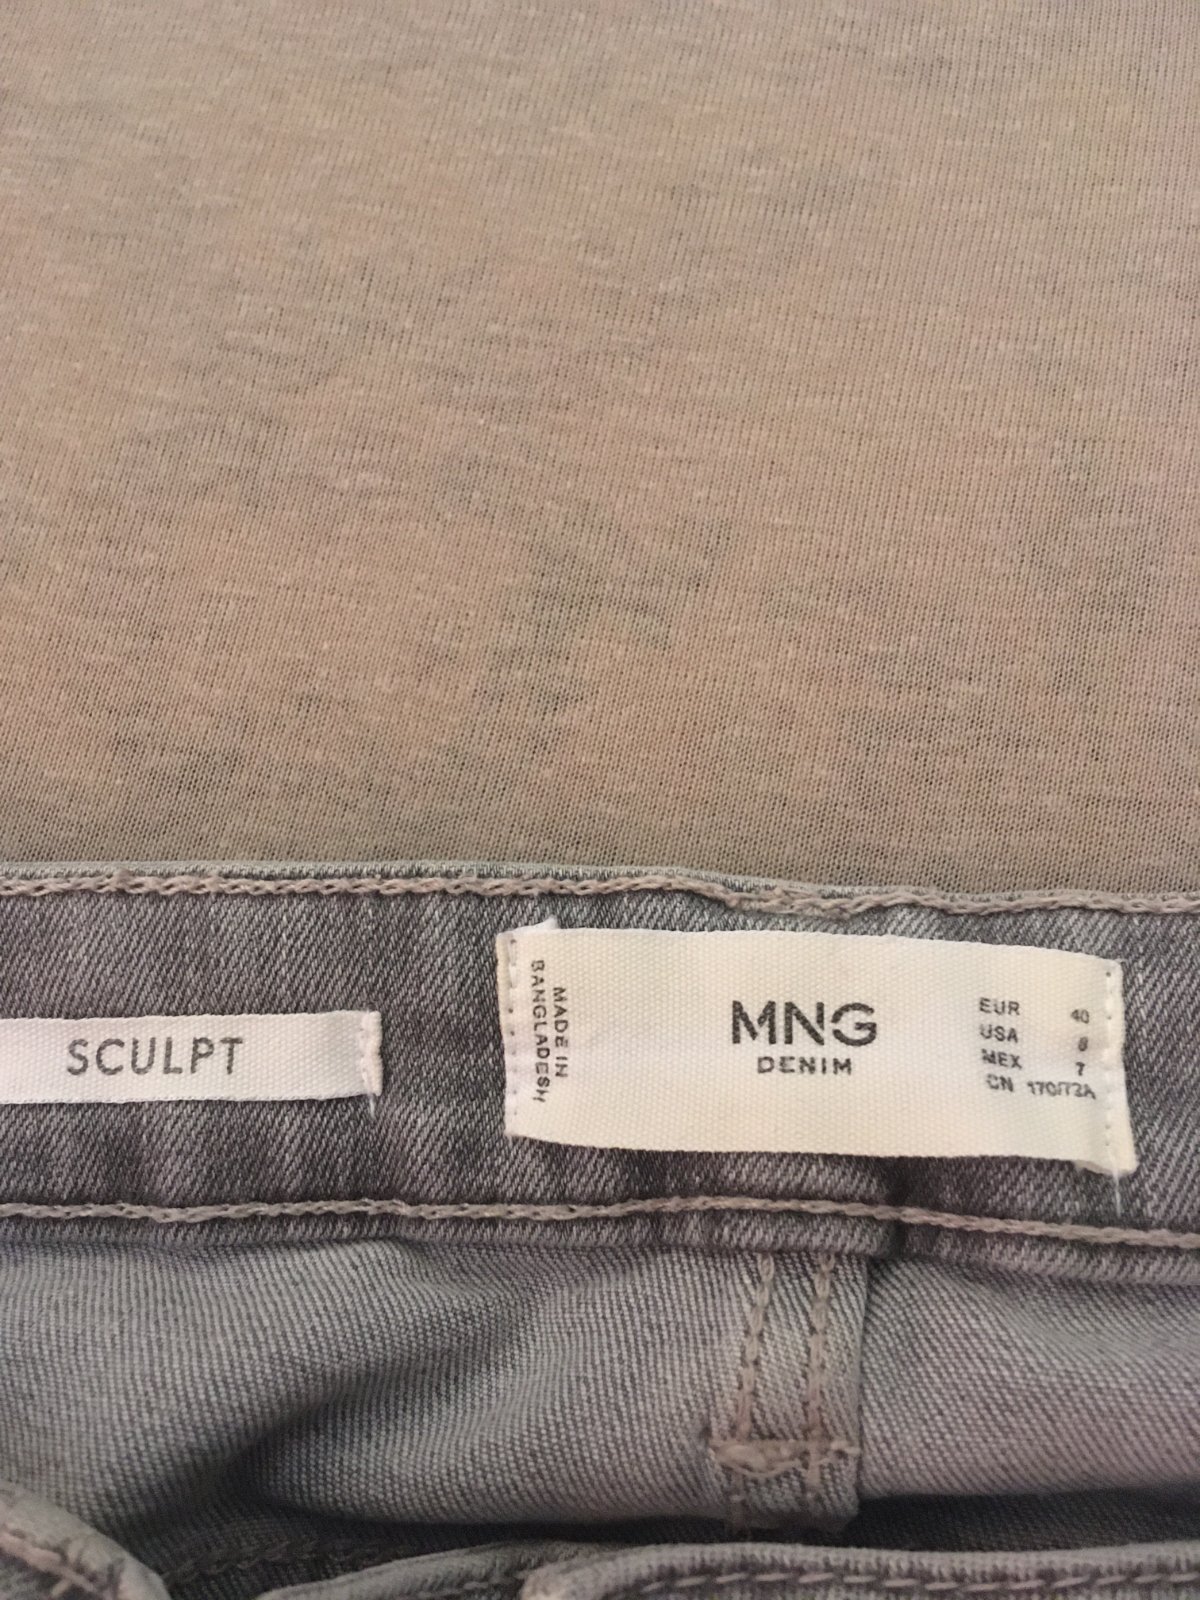 SCULPT
MADE IN
BANGLADESH
MNG
DENIM
EUR 40
USA 8
MEX 7
CN 170/72A